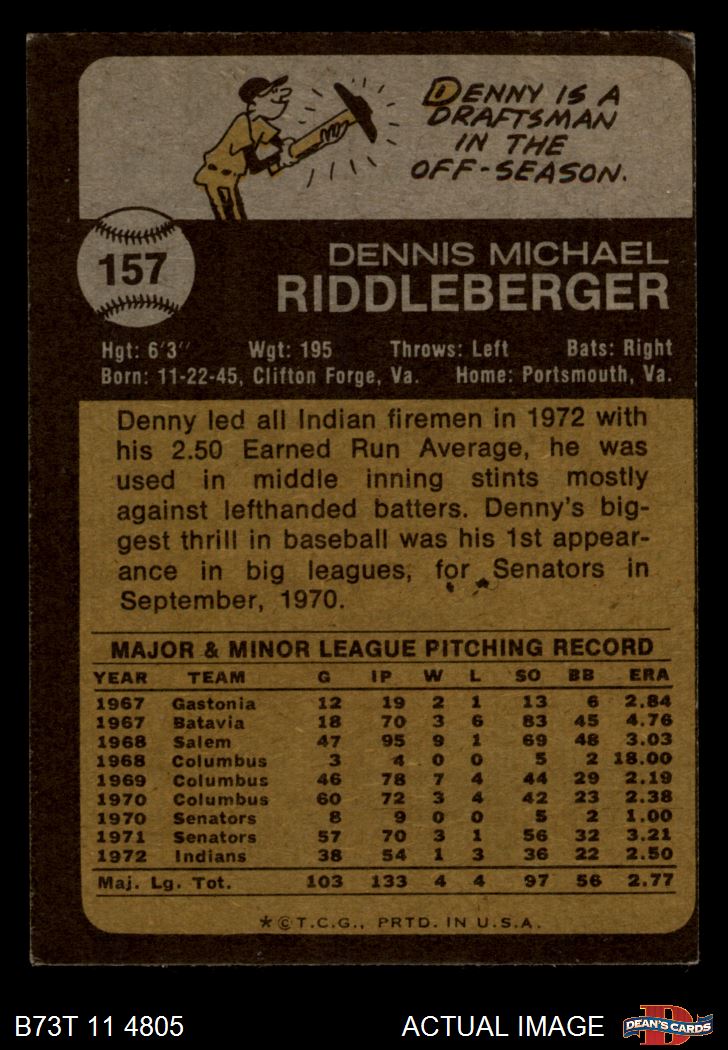 DENNY IS A
DRAFTSMAN
IN THE
OFF-SEASON.
157
DENNIS MICHAEL
RIDDLEBERGER
Hgt: 6'3" Wgt: 195 Throws: Left Bats: Right
Born: 11-22-45, Clifton Forge, Va. Home: Portsmouth, Va.
Denny led all Indian firemen in 1972 with
his 2.50 Earned Run Average, he was
used in middle inning stints mostly
against lefthanded batters. Denny's big-
gest thrill in baseball was his 1st appear-
ance in big leagues, for Senators in
September, 1970.
MAJOR & MINOR LEAGUE PITCHING RECORD
YEAR TEAM G IP W L SO BB ERA
1967 Gastonia 12 19 2 1 13 6 2.84
1967 Batavia 18 70 3 6 83 45 4.76
1968 Salem 47 95 9 1 69 48 3.03
1968 Columbus 3 4 0 0 5 2 18.00
1969 Columbus 46 78 7 4 44 29 2.19
1970 Columbus 60 72 3 4 42 23 2.38
1970 Senators 8 9 0 0 5 2 1.00
1971 Senators 57 70 3 1 56 32 3.21
1972 Indians 38 54 1 3 36 22 2.50
Maj. Lg. Tot. 103 133 4 4 97 56 2.77
*©T.C.G., PRTD. IN U.S.A.
B73T 11 4805 ACTUAL IMAGE
D
DEAN'S CARDS